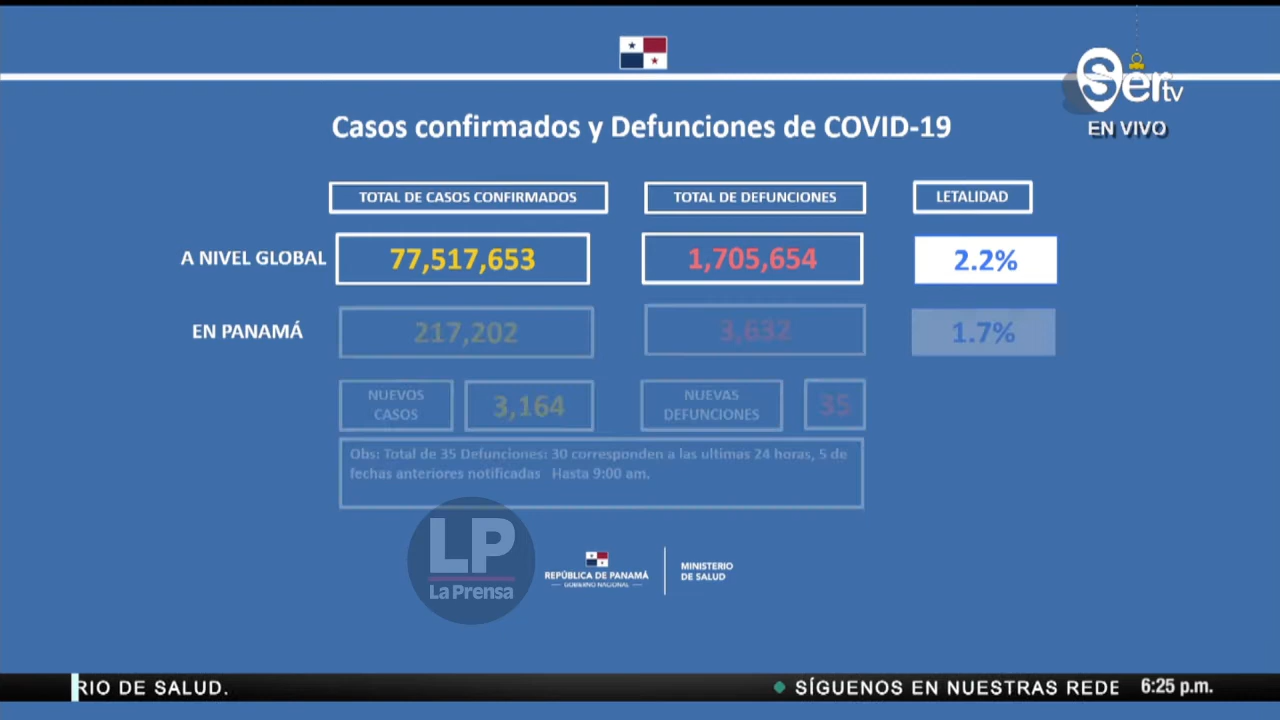 Ser tv
EN VIVO
Casos confirmados y Defunciones de COVID-19
TOTAL DE CASOS CONFIRMADOS
TOTAL DE DEFUNCIONES
LETALIDAD
A NIVEL GLOBAL
77,517,653
1,705,654
2.2%
EN PANAMÁ
217,202
3,632
1.7%
NUEVOS
CASOS
3,164
NUEVAS
DEFUNCIONES
35
Obs: Total de 35 Defunciones: 30 corresponden a las ultimas 24 horas, 5 de
fechas anteriores notificadas Hasta 9:00 am.
LP
La Prensa
REPÚBLICA DE PANAMÁ
— GOBIERNO NACIONAL —
MINISTERIO
DE SALUD
RIO DE SALUD.
SÍGUENOS EN NUESTRAS REDE
6:25 p.m.